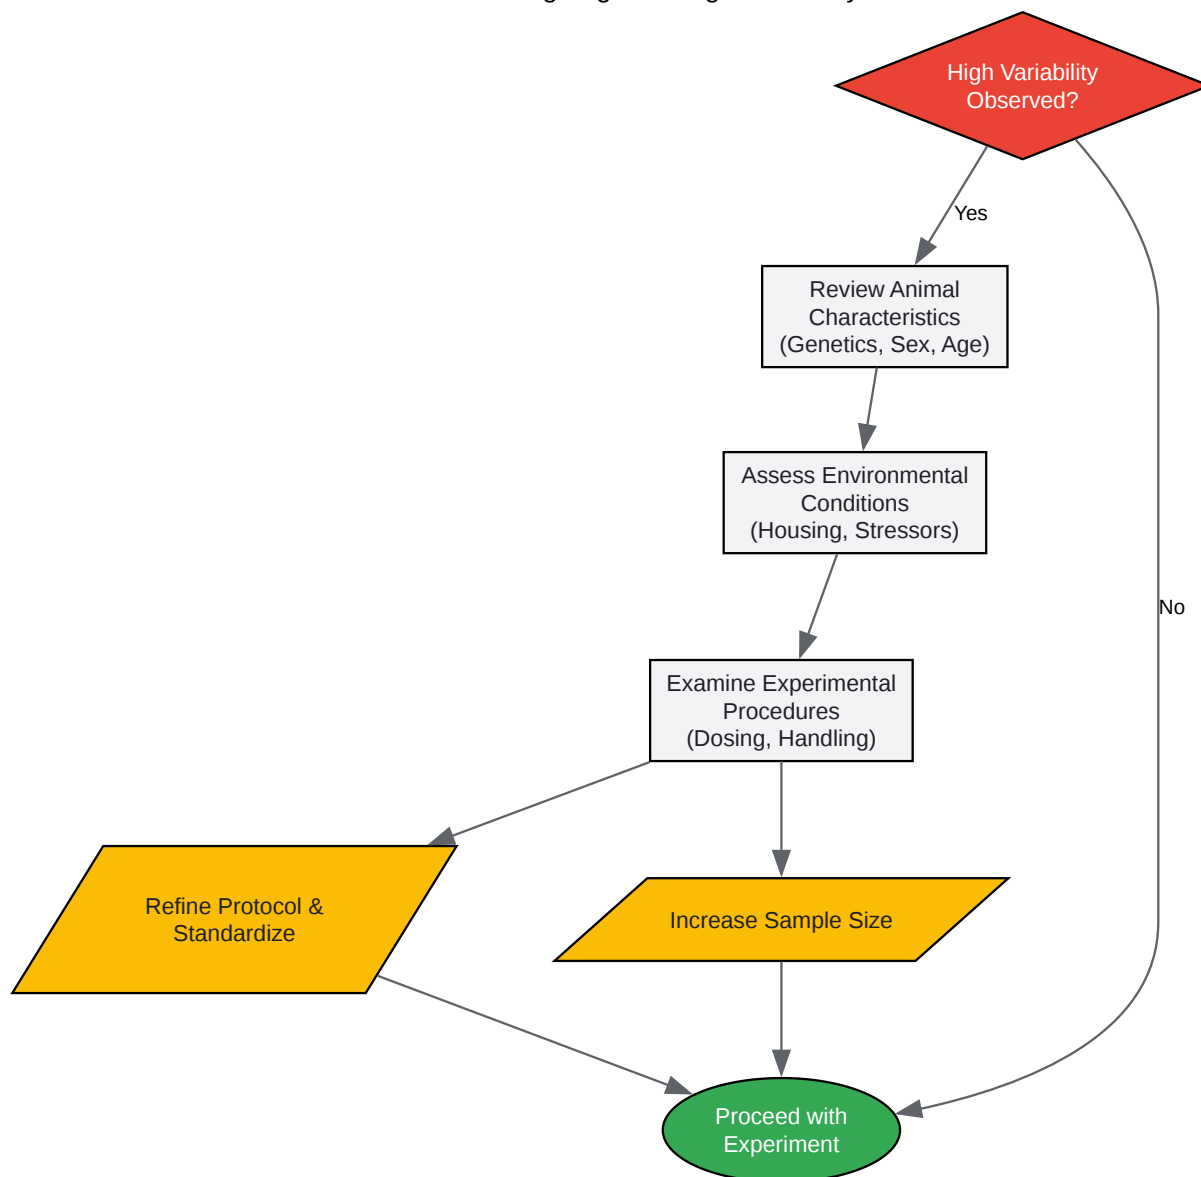 High Variability
Observed?
Yes
Review Animal
Characteristics
(Genetics, Sex, Age)
Assess Environmental
Conditions
(Housing, Stressors)
No
Examine Experimental
Procedures
(Dosing, Handling)
Refine Protocol &
Standardize
Increase Sample Size
Proceed with
Experiment